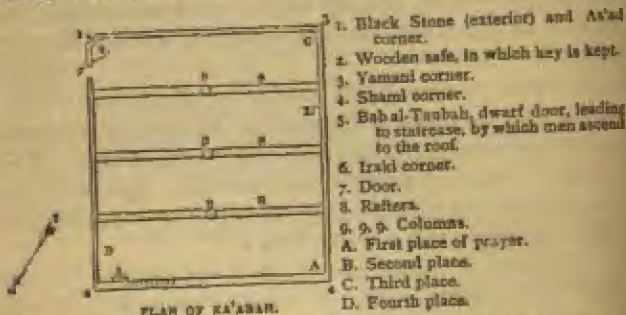 1. Black Stone (exterior) and As'ad
corner.
2. Wooden safe, in which key is kept.
3. Yamani corner.
4. Shami corner.
5. Bab al-Taubah, dwarf door, leading
to staircase, by which men ascend
to the roof.
6. Iraki corner.
7. Door.
8. Rafters.
9. 9. 9. Columns.
A. First place of prayer.
B. Second place.
C. Third place.
D. Fourth place.
C
B
A
PLAN OF KA'ABAH.